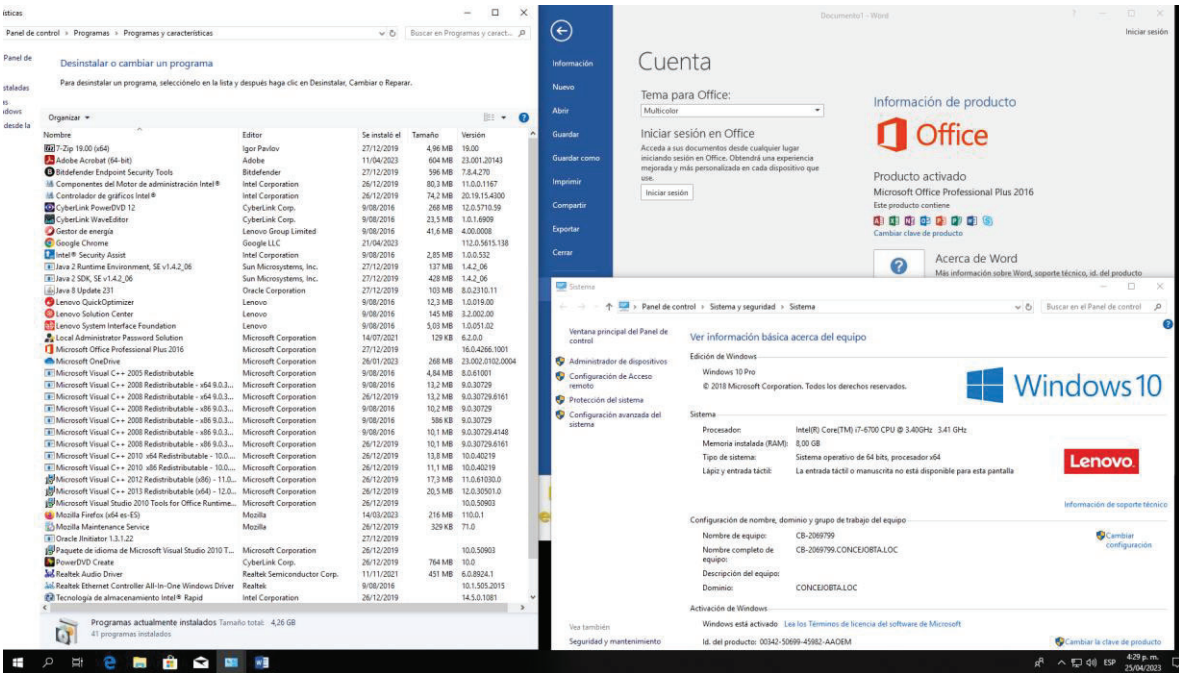 ísticas
Panel de control > Programas > Programas y características
Buscar en Programas y caract...
Panel de
staladas
as
ndows
desde la
Desinstalar o cambiar un programa
Para desinstalar un programa, selecciónelo en la lista y después haga clic en Desinstalar, Cambiar o Reparar.
Organizar
Nombre Editor Se instaló el Tamaño Versión
7-Zip 19.00 (x64) Igor Pavlov 27/12/2019 4,96 MB 19.00
Adobe Acrobat (64-bit) Adobe 11/04/2023 604 MB 23.001.20143
Bitdefender Endpoint Security Tools Bitdefender 27/12/2019 596 MB 7.8.4.270
Componentes del Motor de administración Intel® Intel Corporation 26/12/2019 80,3 MB 11.0.0.1167
Controlador de gráficos Intel® Intel Corporation 26/12/2019 74,2 MB 20.19.15.4300
CyberLink PowerDVD 12 CyberLink Corp. 9/08/2016 268 MB 12.0.5710.59
CyberLink WaveEditor CyberLink Corp. 9/08/2016 23,5 MB 1.0.1.6909
Gestor de energía Lenovo Group Limited 9/08/2016 41,6 MB 4.00.0008
Google Chrome Google LLC 21/04/2023 112.0.5615.138
Intel® Security Assist Intel Corporation 9/08/2016 2,85 MB 1.0.0.532
Java 2 Runtime Environment, SE v1.4.2_06 Sun Microsystems, Inc. 27/12/2019 137 MB 1.4.2_06
Java 2 SDK, SE v1.4.2_06 Sun Microsystems, Inc. 27/12/2019 428 MB 1.4.2_06
Java 8 Update 231 Oracle Corporation 27/12/2019 103 MB 8.0.2310.11
Lenovo QuickOptimizer Lenovo 9/08/2016 12,3 MB 1.0.019.00
Lenovo Solution Center Lenovo 9/08/2016 145 MB 3.2.002.00
Lenovo System Interface Foundation Lenovo 9/08/2016 5,03 MB 1.0.051.02
Local Administrator Password Solution Microsoft Corporation 14/07/2021 129 KB 6.2.0.0
Microsoft Office Professional Plus 2016 Microsoft Corporation 27/12/2019 16.0.4266.1001
Microsoft OneDrive Microsoft Corporation 26/01/2023 268 MB 23.002.0102.0004
Microsoft Visual C++ 2005 Redistributable Microsoft Corporation 9/08/2016 4,84 MB 8.0.61001
Microsoft Visual C++ 2008 Redistributable - x64 9.0.3... Microsoft Corporation 9/08/2016 13,2 MB 9.0.30729
Microsoft Visual C++ 2008 Redistributable - x64 9.0.3... Microsoft Corporation 26/12/2019 13,2 MB 9.0.30729.6161
Microsoft Visual C++ 2008 Redistributable - x86 9.0.3... Microsoft Corporation 9/08/2016 10,2 MB 9.0.30729
Microsoft Visual C++ 2008 Redistributable - x86 9.0.3... Microsoft Corporation 9/08/2016 586 KB 9.0.30729
Microsoft Visual C++ 2008 Redistributable - x86 9.0.3... Microsoft Corporation 9/08/2016 10,1 MB 9.0.30729.4148
Microsoft Visual C++ 2008 Redistributable - x86 9.0.3... Microsoft Corporation 26/12/2019 10,1 MB 9.0.30729.6161
Microsoft Visual C++ 2010 x64 Redistributable - 10.0.... Microsoft Corporation 26/12/2019 13,8 MB 10.0.40219
Microsoft Visual C++ 2010 x86 Redistributable - 10.0.... Microsoft Corporation 26/12/2019 11,1 MB 10.0.40219
Microsoft Visual C++ 2012 Redistributable (x86) - 11.0... Microsoft Corporation 26/12/2019 17,3 MB 11.0.61030.0
Microsoft Visual C++ 2013 Redistributable (x64) - 12.0... Microsoft Corporation 26/12/2019 20,5 MB 12.0.30501.0
Microsoft Visual Studio 2010 Tools for Office Runtime... Microsoft Corporation 10.0.50903
Mozilla Firefox (x64 es-ES) Mozilla 14/03/2023 216 MB 110.0.1
Mozilla Maintenance Service Mozilla 26/12/2019 329 KB 71.0
Oracle JInitiator 1.3.1.22 27/12/2019
Paquete de idioma de Microsoft Visual Studio 2010 T... Microsoft Corporation 10.0.50903
PowerDVD Create CyberLink Corp. 26/12/2019 764 MB 10.0
Realtek Audio Driver Realtek Semiconductor Corp. 11/11/2021 451 MB 6.0.8924.1
Realtek Ethernet Controller All-In-One Windows Driver Realtek 9/08/2016 10.1.505.2015
Tecnología de almacenamiento Intel® Rapid Intel Corporation 26/12/2019 14.5.0.1081
Programas actualmente instalados Tamaño total: 4,26 GB
41 programas instalados
Documento1 - Word
Iniciar sesión
Información
Nuevo
Abrir
Guardar
Guardar como
Imprimir
Compartir
Exportar
Cerrar
Cuenta
Tema para Office:
Multicolor
Iniciar sesión en Office
Acceda a sus documentos desde cualquier lugar
iniciando sesión en Office. Obtendrá una experiencia
mejorada y más personalizada en cada dispositivo que
use.
Iniciar sesión
Información de producto
Office
Producto activado
Microsoft Office Professional Plus 2016
Este producto contiene
Cambiar clave de producto
Acerca de Word
Más información sobre Word, soporte técnico, id. del producto
Sistema
Panel de control > Sistema y seguridad > Sistema
Buscar en el Panel de control
Ventana principal del Panel de
control
Administrador de dispositivos
Configuración de Acceso
remoto
Protección del sistema
Configuración avanzada del
sistema
Ver información básica acerca del equipo
Edición de Windows
Windows 10 Pro
© 2018 Microsoft Corporation. Todos los derechos reservados.
Windows 10
Sistema
Procesador: Intel(R) Core(TM) i7-6700 CPU @ 3.40GHz 3.41 GHz
Memoria instalada (RAM): 8,00 GB
Tipo de sistema: Sistema operativo de 64 bits, procesador x64
Lápiz y entrada táctil: La entrada táctil o manuscrita no está disponible para esta pantalla
Lenovo
Información de soporte técnico
Configuración de nombre, dominio y grupo de trabajo del equipo
Nombre de equipo: CB-2069799
Cambiar
configuración
Nombre completo de
equipo: CB-2069799.CONCEJOBTA.LOC
Descripción del equipo:
Dominio: CONCEJOBTA.LOC
Activación de Windows
Windows está activado Lea los Términos de licencia del software de Microsoft
Id. del producto: 00342-50699-45982-AAOEM
Cambiar la clave de producto
Vea también
Seguridad y mantenimiento
ESP
4:29 p. m.
25/04/2023